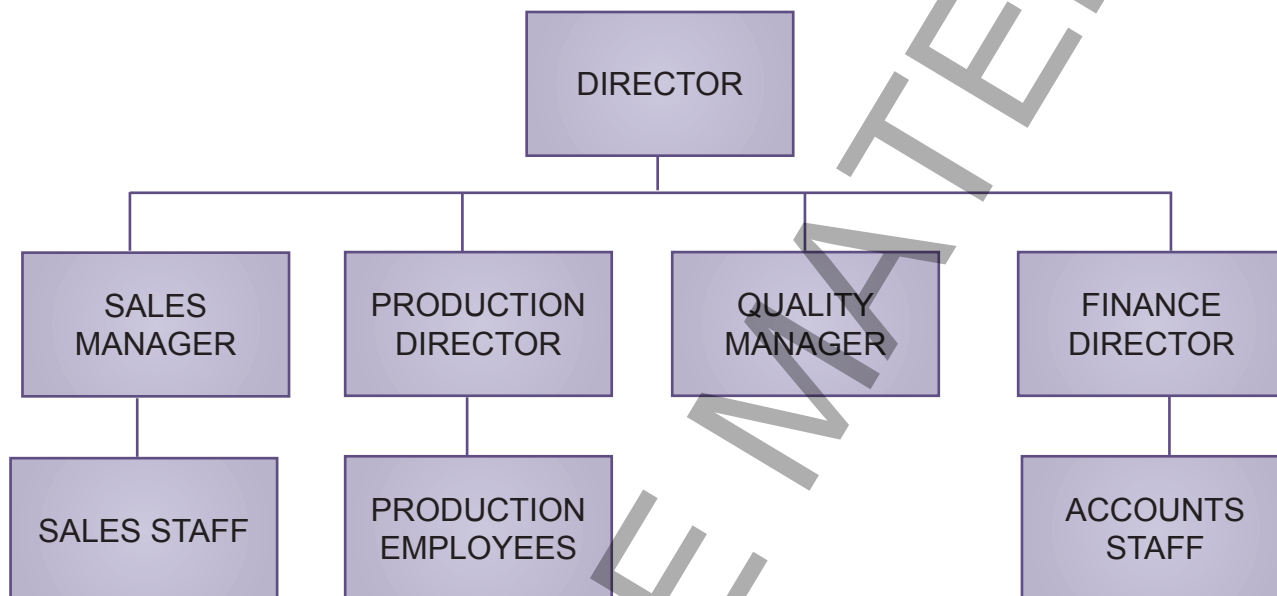 DIRECTOR
SALES
MANAGER
PRODUCTION
DIRECTOR
QUALITY
MANAGER
FINANCE
DIRECTOR
SALES STAFF
PRODUCTION
EMPLOYEES
ACCOUNTS
STAFF